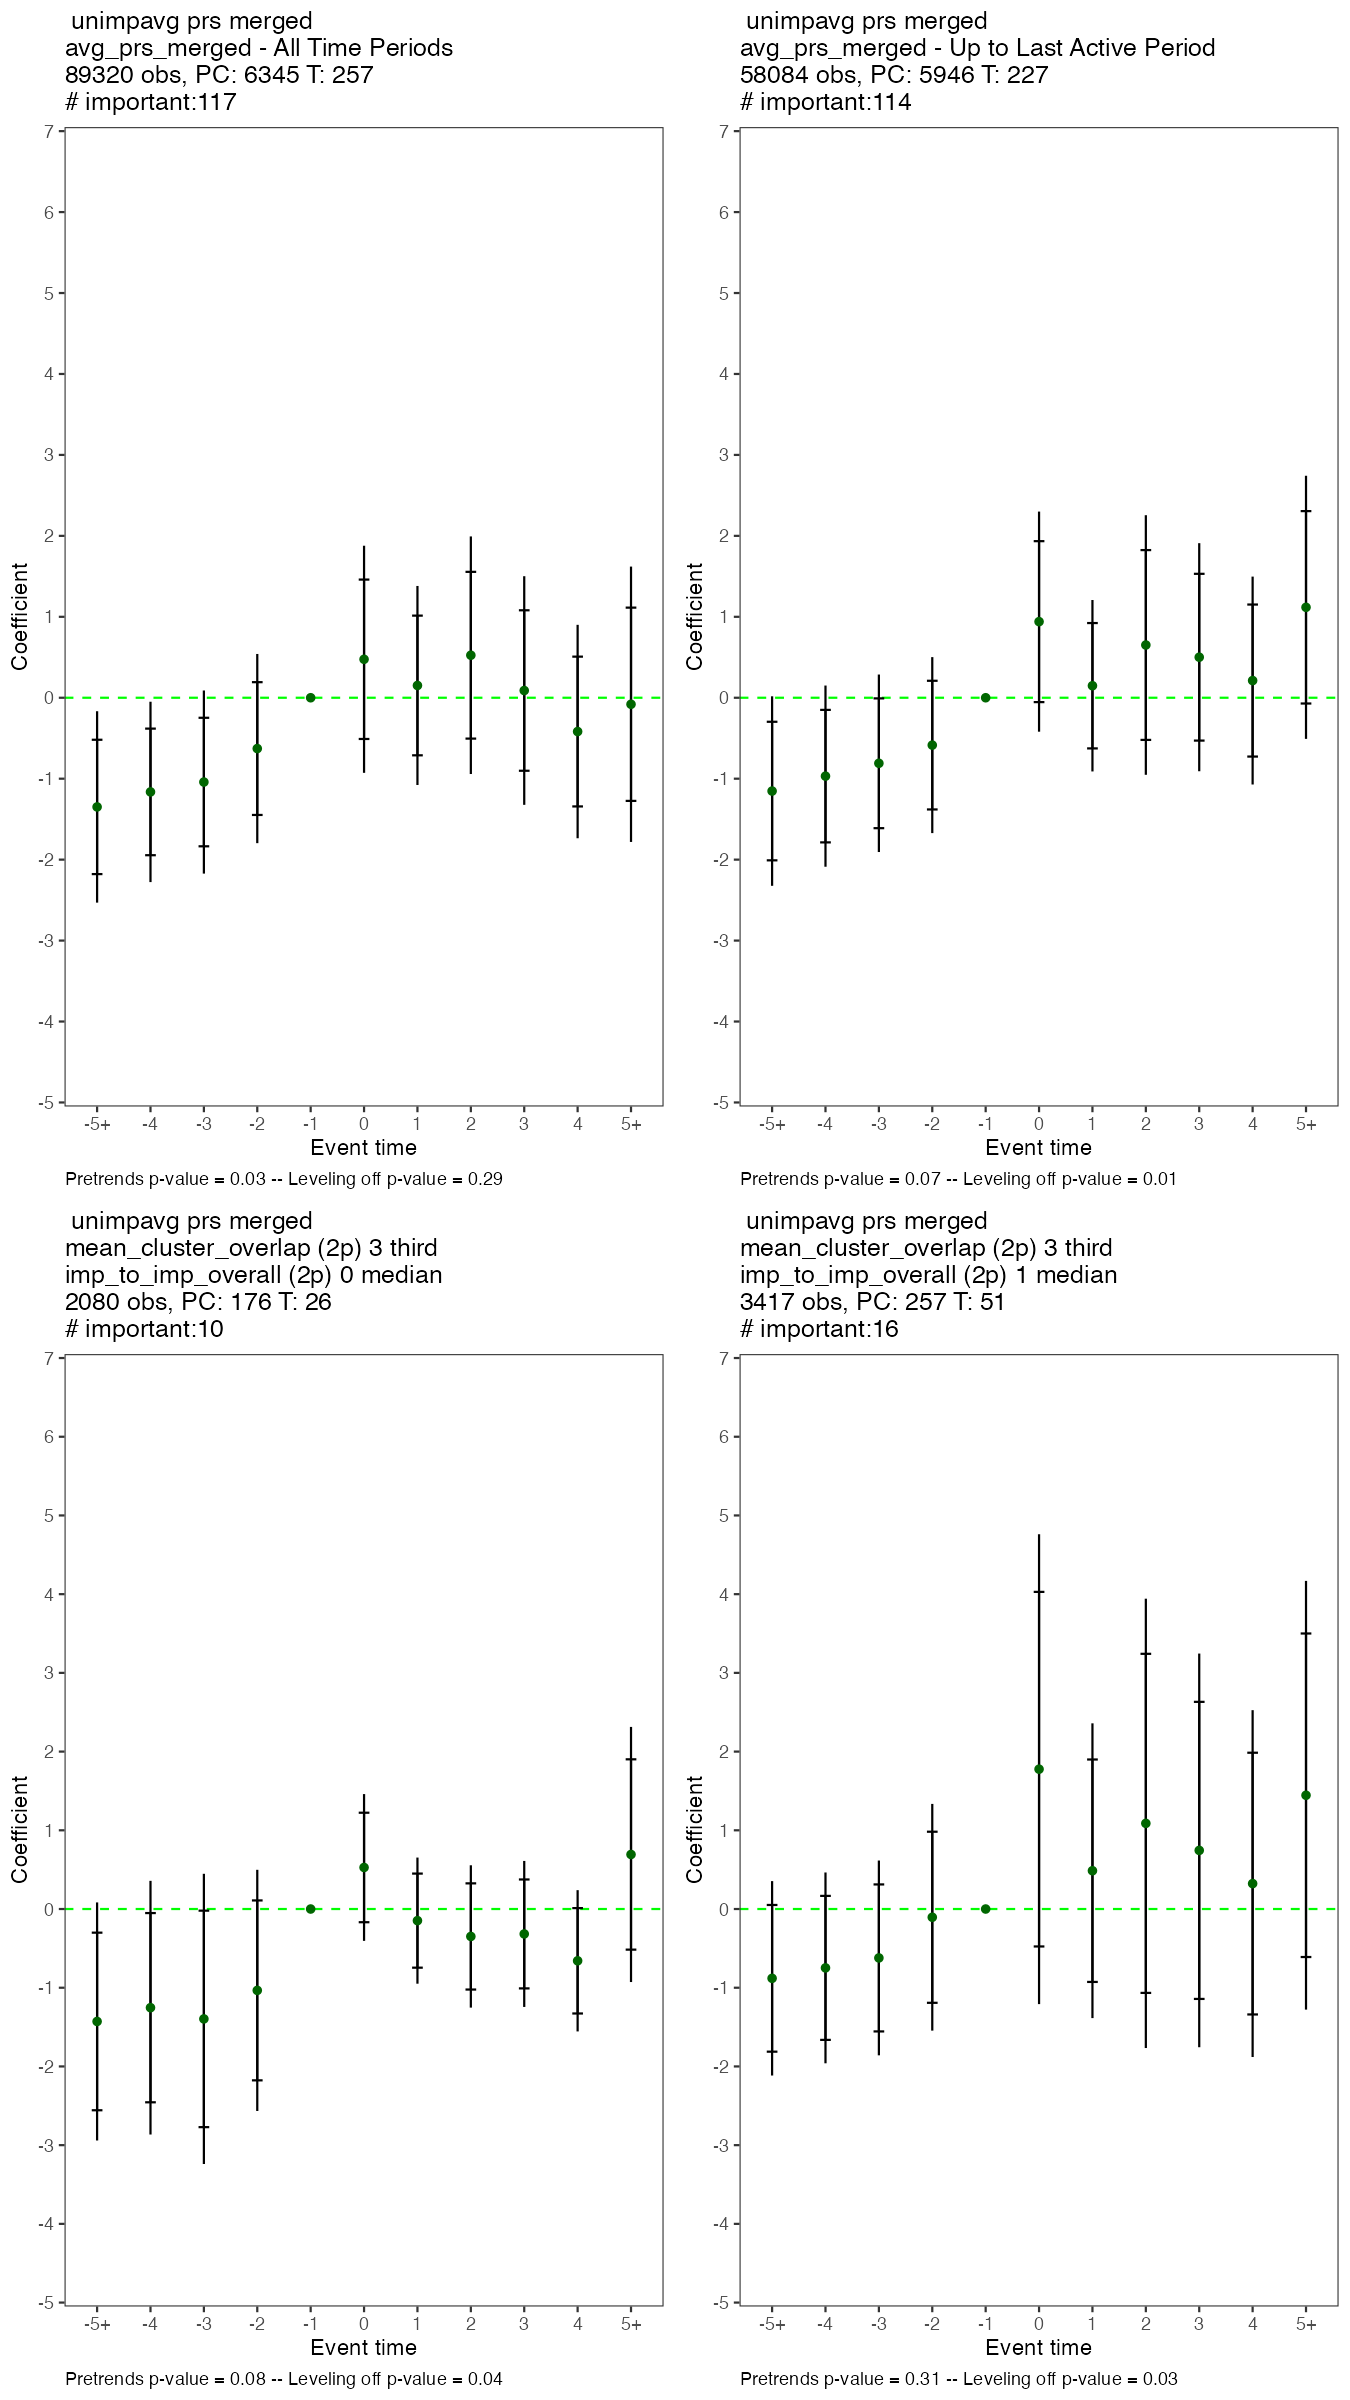 unimpavg prs merged
avg_prs_merged - All Time Periods
89320 obs, PC: 6345 T: 257
# important:117
7
6
5
4
3
2
1
0
-1
-2
-3
-4
-5
Coefficient
-5+ -4 -3 -2 -1 0 1 2 3 4 5+
Event time
Pretrends p-value = 0.03 -- Leveling off p-value = 0.29
unimpavg prs merged
avg_prs_merged - Up to Last Active Period
58084 obs, PC: 5946 T: 227
# important:114
7
6
5
4
3
2
1
0
-1
-2
-3
-4
-5
Coefficient
-5+ -4 -3 -2 -1 0 1 2 3 4 5+
Event time
Pretrends p-value = 0.07 -- Leveling off p-value = 0.01
unimpavg prs merged
mean_cluster_overlap (2p) 3 third
imp_to_imp_overall (2p) 0 median
2080 obs, PC: 176 T: 26
# important:10
7
6
5
4
3
2
1
0
-1
-2
-3
-4
-5
Coefficient
-5+ -4 -3 -2 -1 0 1 2 3 4 5+
Event time
Pretrends p-value = 0.08 -- Leveling off p-value = 0.04
unimpavg prs merged
mean_cluster_overlap (2p) 3 third
imp_to_imp_overall (2p) 1 median
3417 obs, PC: 257 T: 51
# important:16
7
6
5
4
3
2
1
0
-1
-2
-3
-4
-5
Coefficient
-5+ -4 -3 -2 -1 0 1 2 3 4 5+
Event time
Pretrends p-value = 0.31 -- Leveling off p-value = 0.03